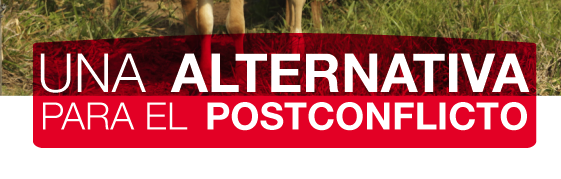 UNA ALTERNATIVA
PARA EL POSTCONFLICTO